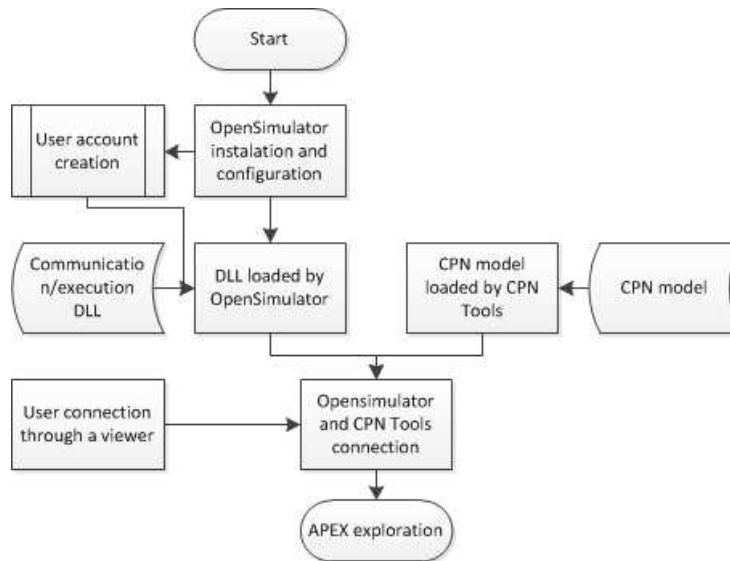 Start
User account
creation
OpenSimulator
instalation and
configuration
Communicatio
n/execution
DLL
DLL loaded by
OpenSimulator
CPN model
loaded by CPN
Tools
CPN model
User connection
through a viewer
Opensimulator
and CPN Tools
connection
APEX exploration